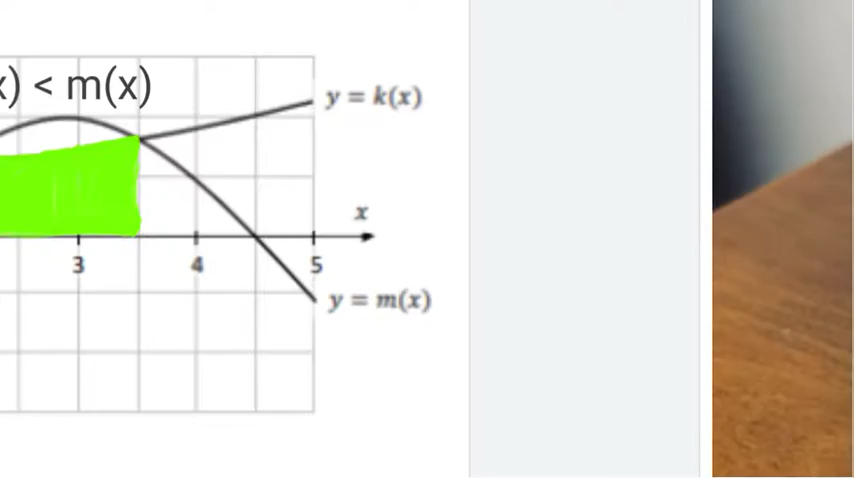 x) < m(x)
y = k(x)
x
3 4 5
y = m(x)